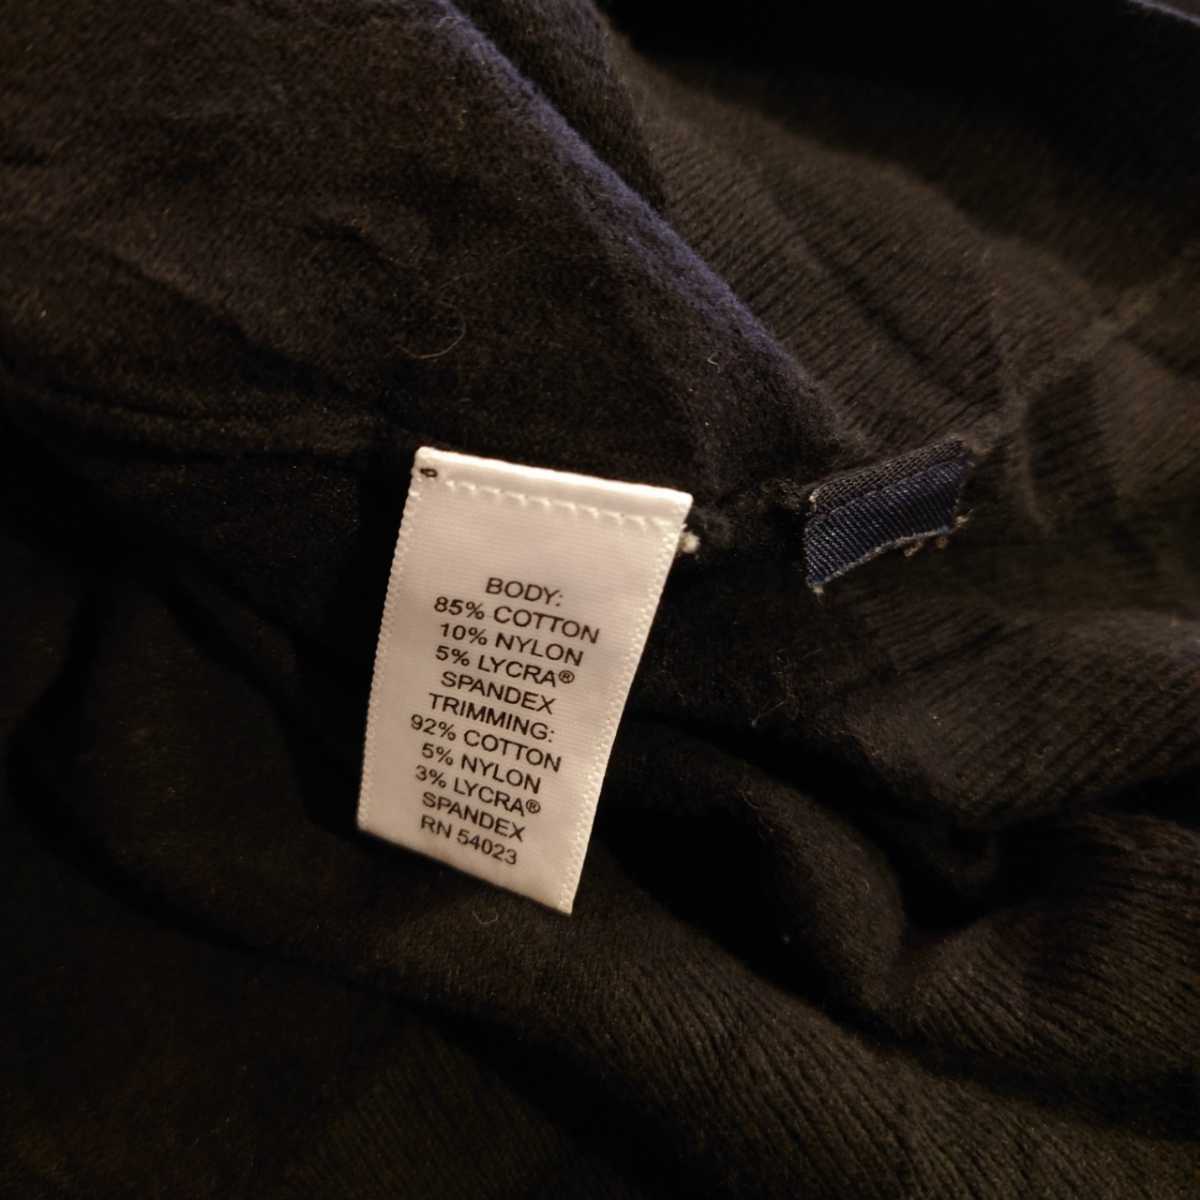 BODY:
85% COTTON
10% NYLON
5% LYCRA®
SPANDEX
TRIMMING:
92% COTTON
5% NYLON
3% LYCRA®
SPANDEX
RN 54023